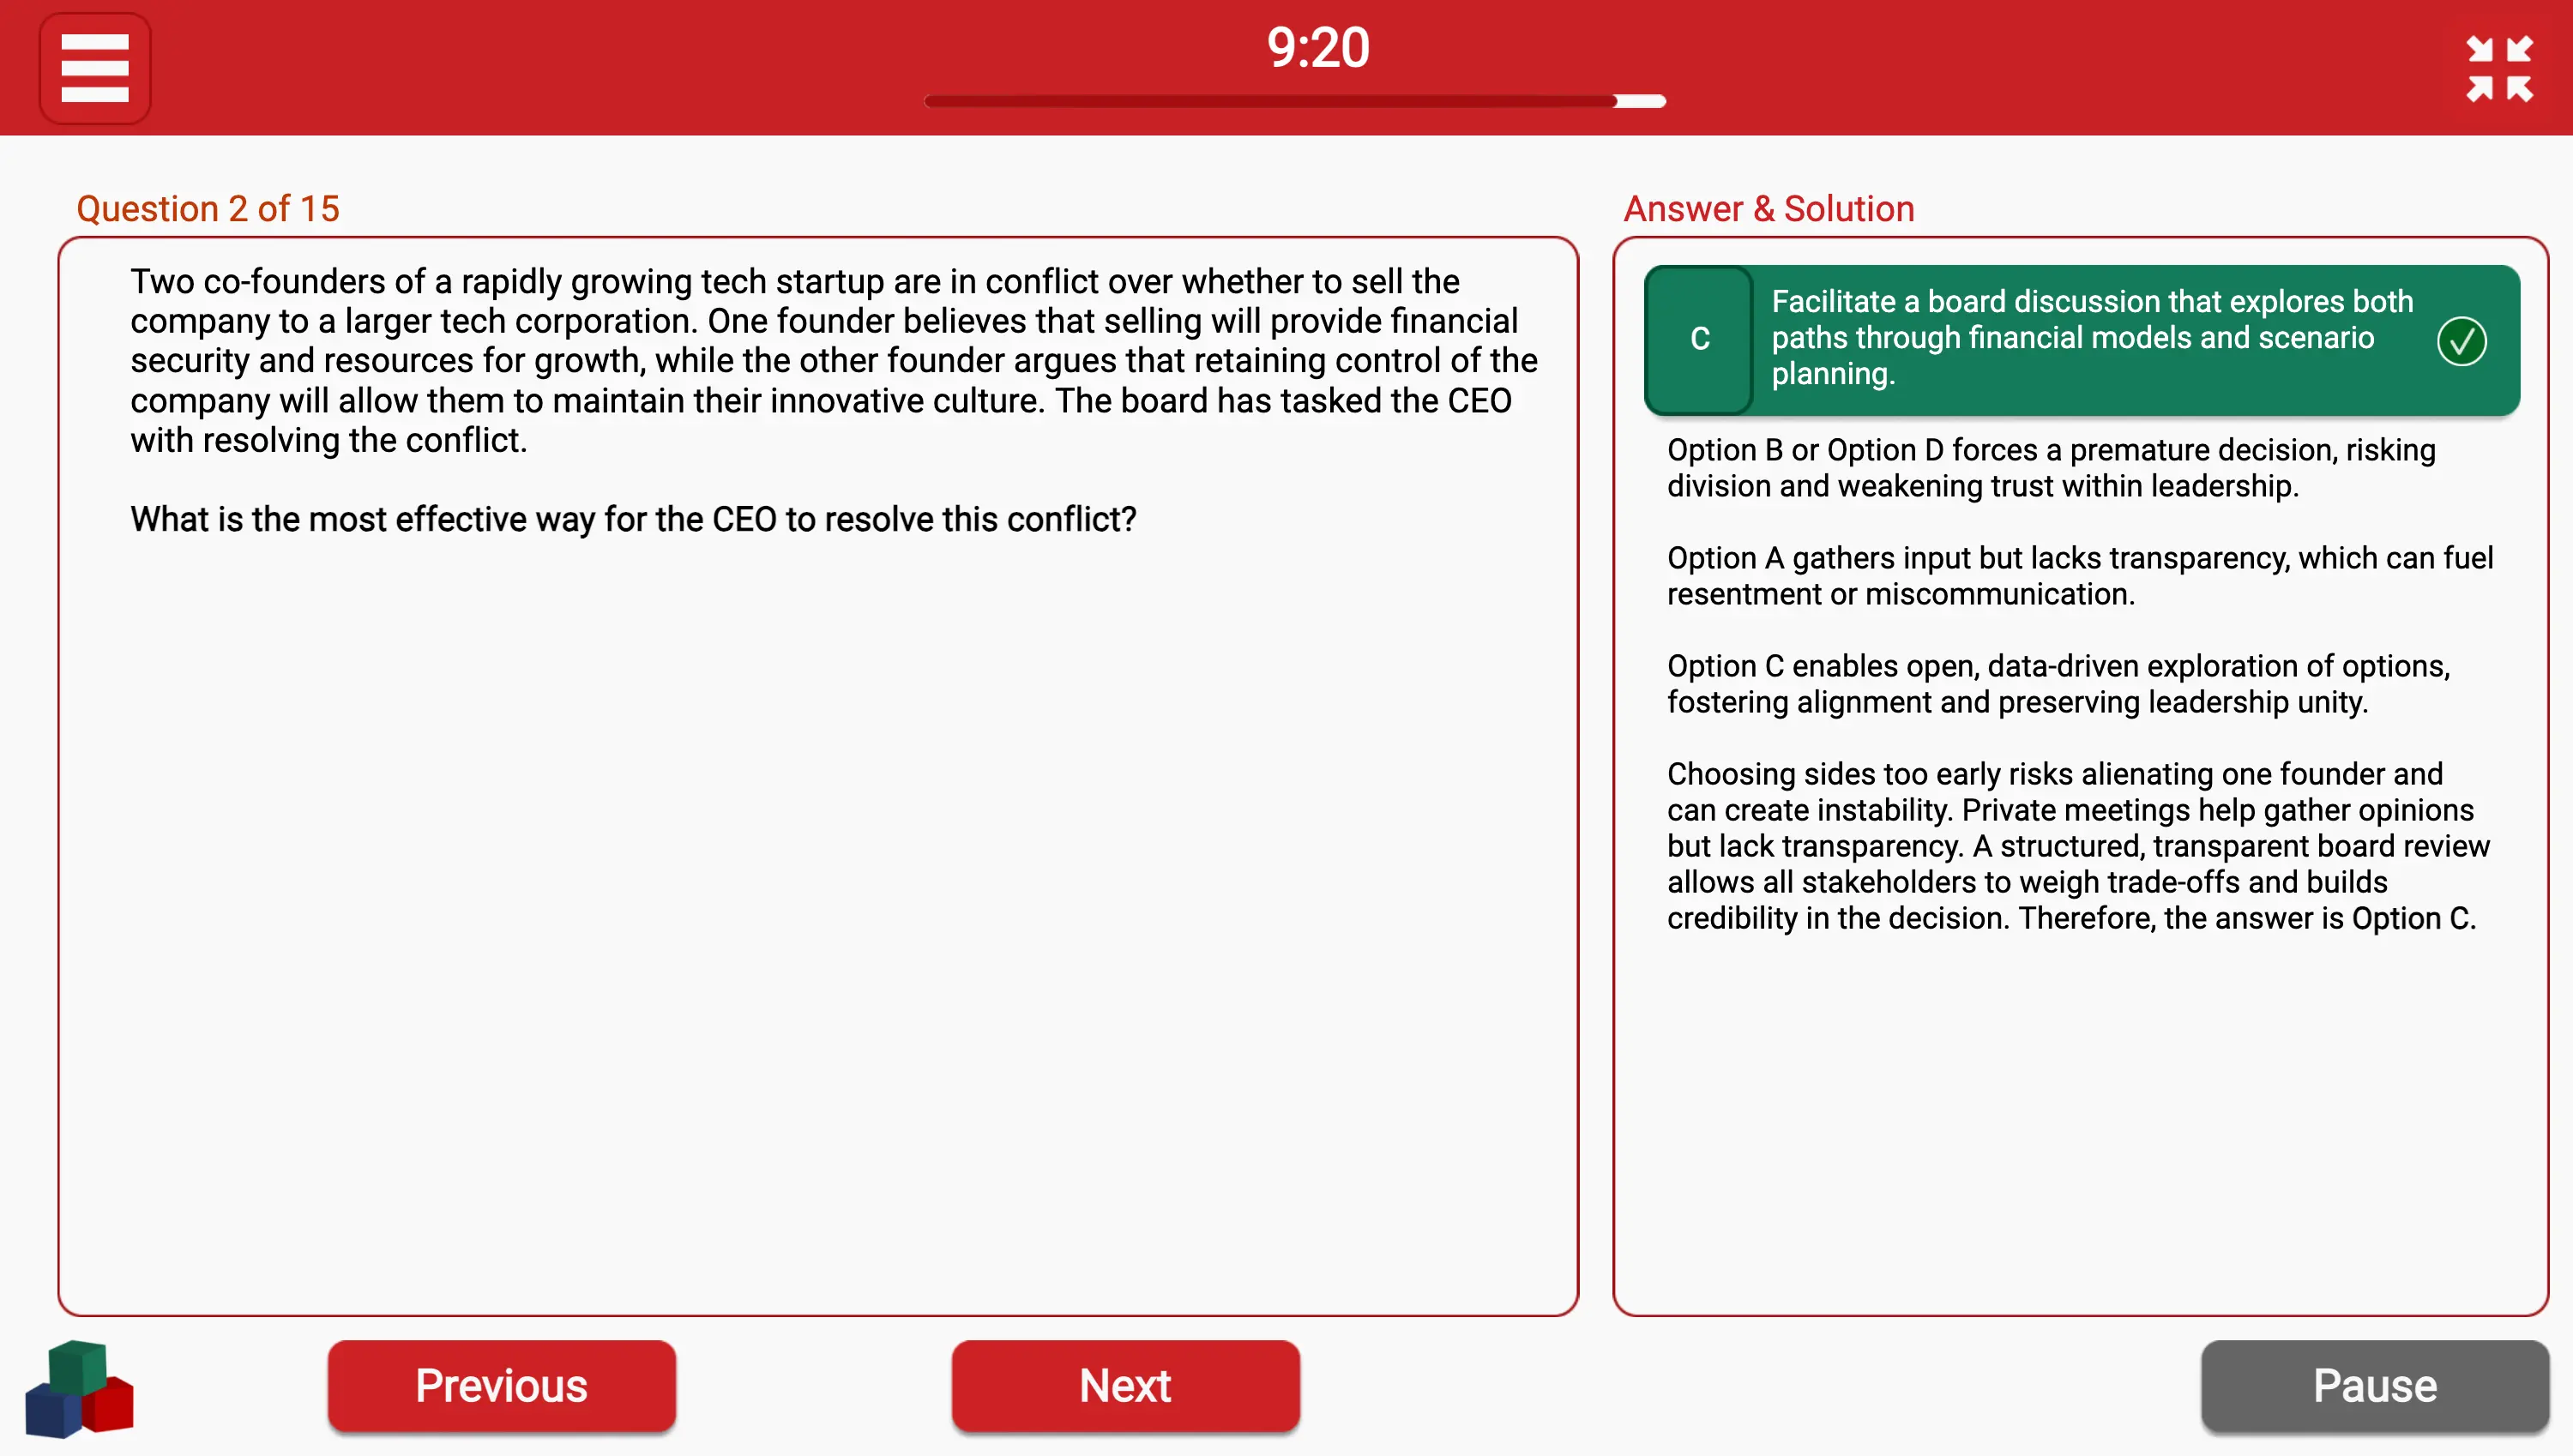 9:20
Question 2 of 15
Two co-founders of a rapidly growing tech startup are in conflict over whether to sell the
company to a larger tech corporation. One founder believes that selling will provide financial
security and resources for growth, while the other founder argues that retaining control of the
company will allow them to maintain their innovative culture. The board has tasked the CEO
with resolving the conflict.
What is the most effective way for the CEO to resolve this conflict?
Answer & Solution
C
Facilitate a board discussion that explores both
paths through financial models and scenario
planning.
Option B or Option D forces a premature decision, risking
division and weakening trust within leadership.
Option A gathers input but lacks transparency, which can fuel
resentment or miscommunication.
Option C enables open, data-driven exploration of options,
fostering alignment and preserving leadership unity.
Choosing sides too early risks alienating one founder and
can create instability. Private meetings help gather opinions
but lack transparency. A structured, transparent board review
allows all stakeholders to weigh trade-offs and builds
credibility in the decision. Therefore, the answer is Option C.
Previous
Next
Pause